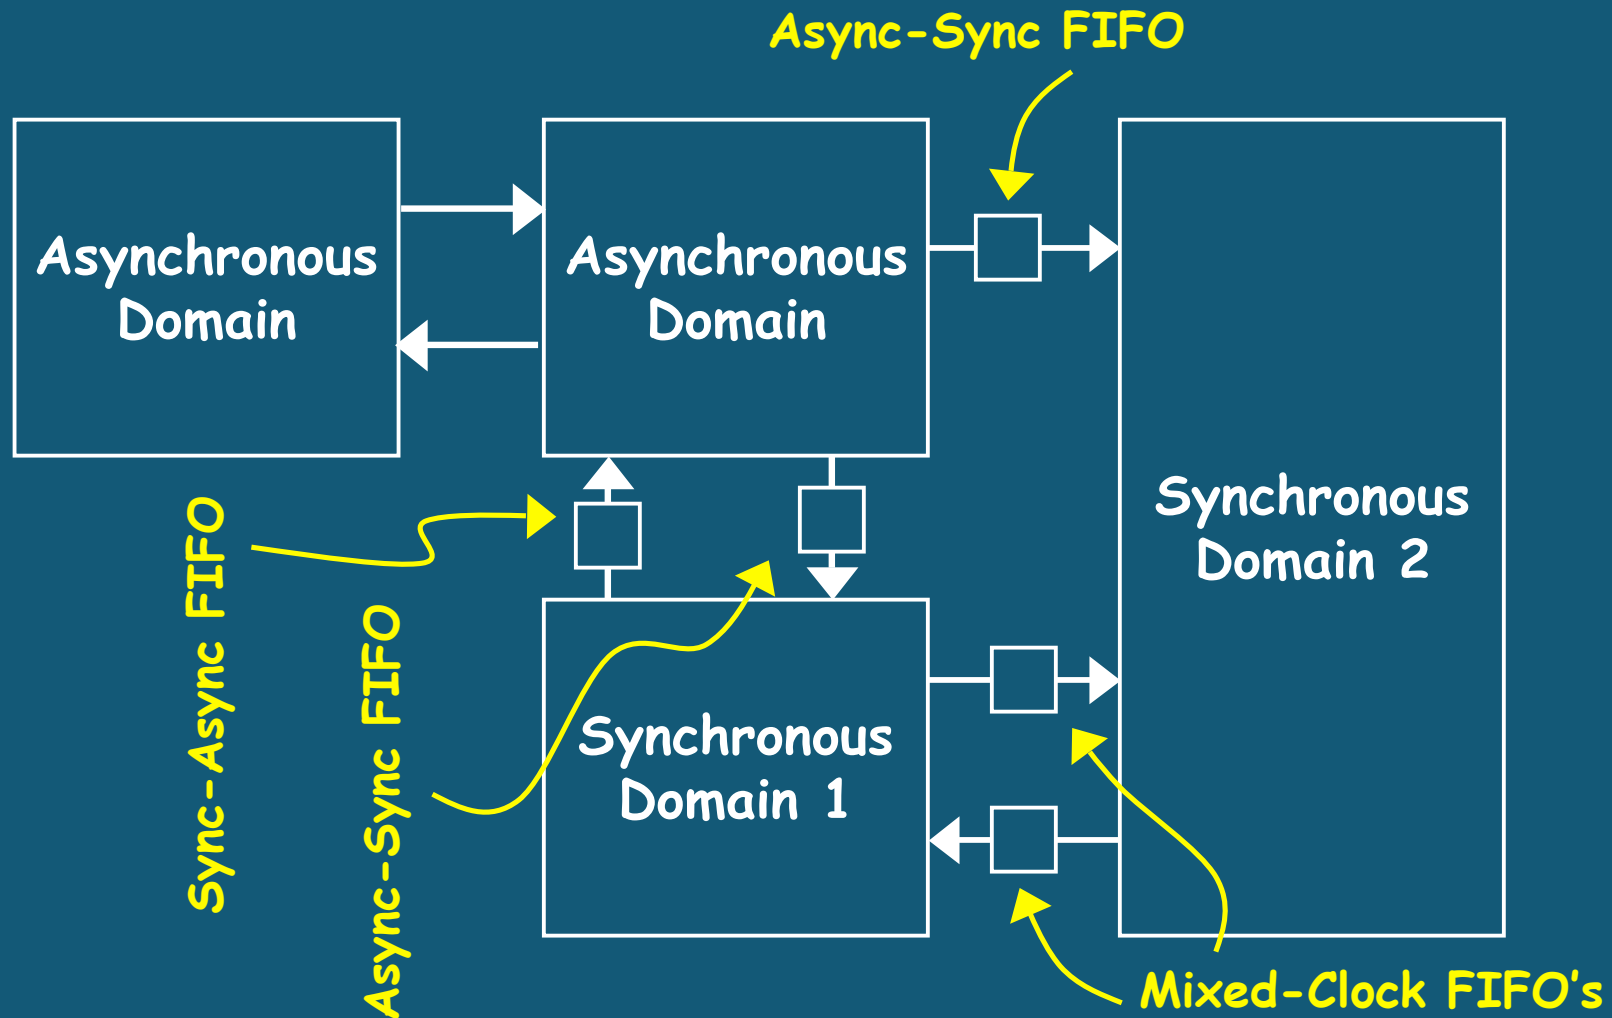 Async-Sync FIFO
Asynchronous
Domain
Asynchronous
Domain
Synchronous
Domain 2
Sync-Async FIFO
Async-Sync FIFO
Synchronous
Domain 1
Mixed-Clock FIFO's